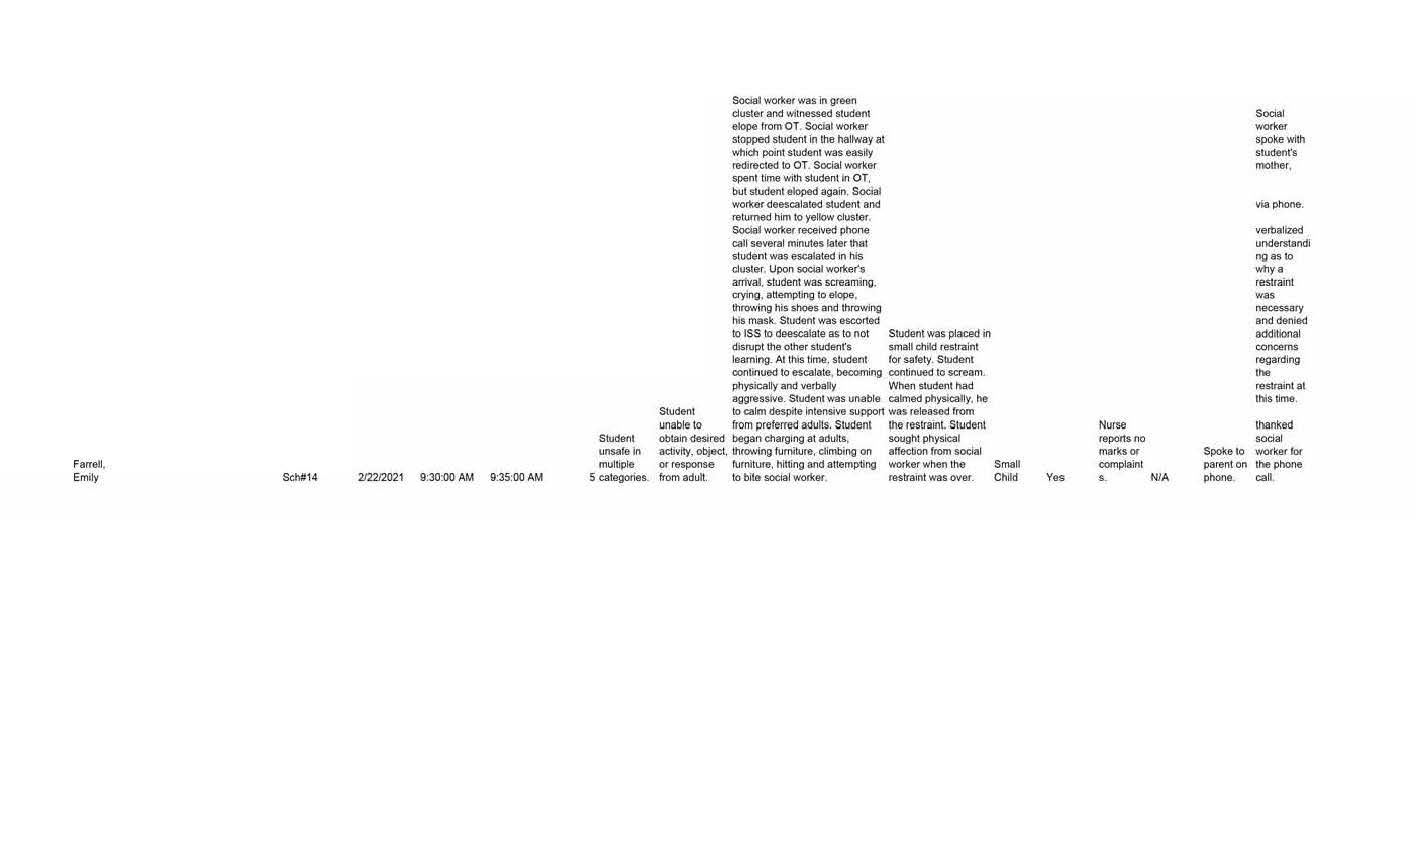 Farrell,
Emily
Sch#14
2/22/2021
9:30:00 AM
9:35:00 AM
5
Student
unsafe in
multiple
categories.
Student
unable to
obtain desired
activity, object,
or response
from adult.
Social worker was in green
cluster and witnessed student
elope from OT. Social worker
stopped student in the hallway at
which point student was easily
redirected to OT. Social worker
spent time with student in OT,
but student eloped again. Social
worker deescalated student and
returned him to yellow cluster.
Social worker received phone
call several minutes later that
student was escalated in his
cluster. Upon social worker's
arrival, student was screaming,
crying, attempting to elope,
throwing his shoes and throwing
his mask. Student was escorted
to ISS to deescalate as to not
disrupt the other student's
learning. At this time, student
continued to escalate, becoming
physically and verbally
aggressive. Student was unable
to calm despite intensive support
from preferred adults. Student
began charging at adults,
throwing furniture, climbing on
furniture, hitting and attempting
to bite social worker.
Student was placed in
small child restraint
for safety. Student
continued to scream.
When student had
calmed physically, he
was released from
the restraint. Student
sought physical
affection from social
worker when the
restraint was over.
Small
Child
Yes
Nurse
reports no
marks or
complaint
s.
N/A
Spoke to
parent on
phone.
Social
worker
spoke with
student's
mother,
via phone.
verbalized
understandi
ng as to
why a
restraint
was
necessary
and denied
additional
concerns
regarding
the
restraint at
this time.
thanked
social
worker for
the phone
call.